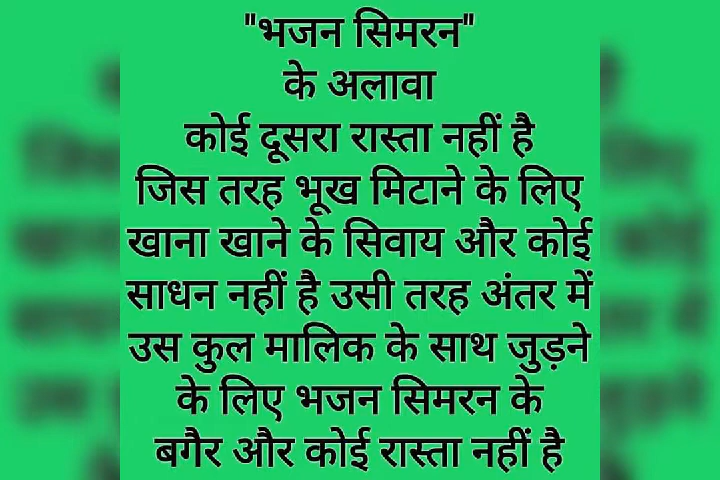 "भजन सिमरन"
के अलावा
कोई दूसरा रास्ता नहीं है
जिस तरह भूख मिटाने के लिए
खाना खाने के सिवाय और कोई
साधन नहीं है उसी तरह अंतर में
उस कुल मालिक के साथ जुड़ने
के लिए भजन सिमरन के
बगैर और कोई रास्ता नहीं है